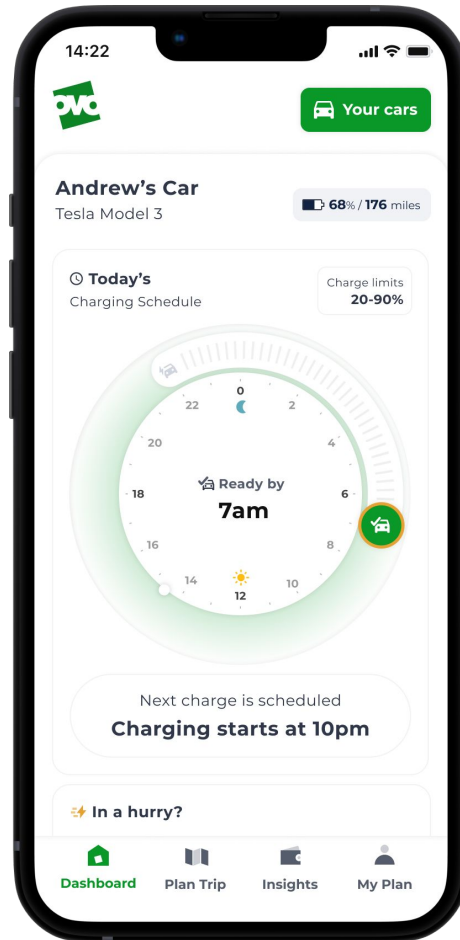 14:22
ovo
Your cars
Andrew’s Car
Tesla Model 3
68% / 176 miles
Today’s
Charging Schedule
Charge limits
20-90%
0
22
2
20
4
18
6
16
8
14
10
12
Ready by
7am
Next charge is scheduled
Charging starts at 10pm
In a hurry?
Dashboard
Plan Trip
Insights
My Plan